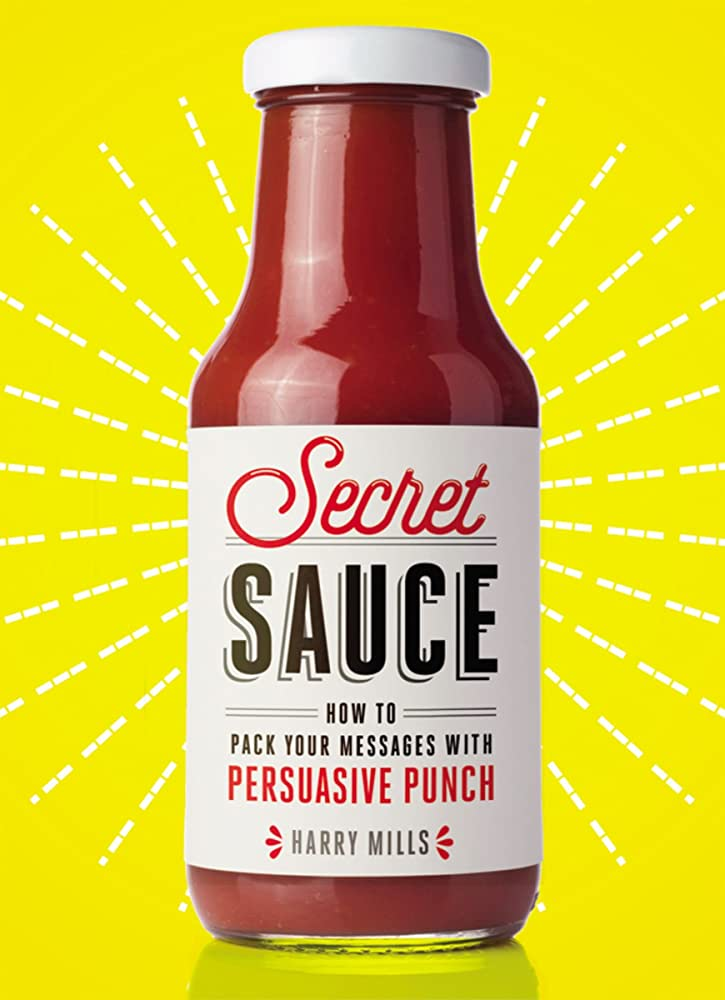 Secret
SAUCE
HOW TO
PACK YOUR MESSAGES WITH
PERSUASIVE PUNCH
HARRY MILLS